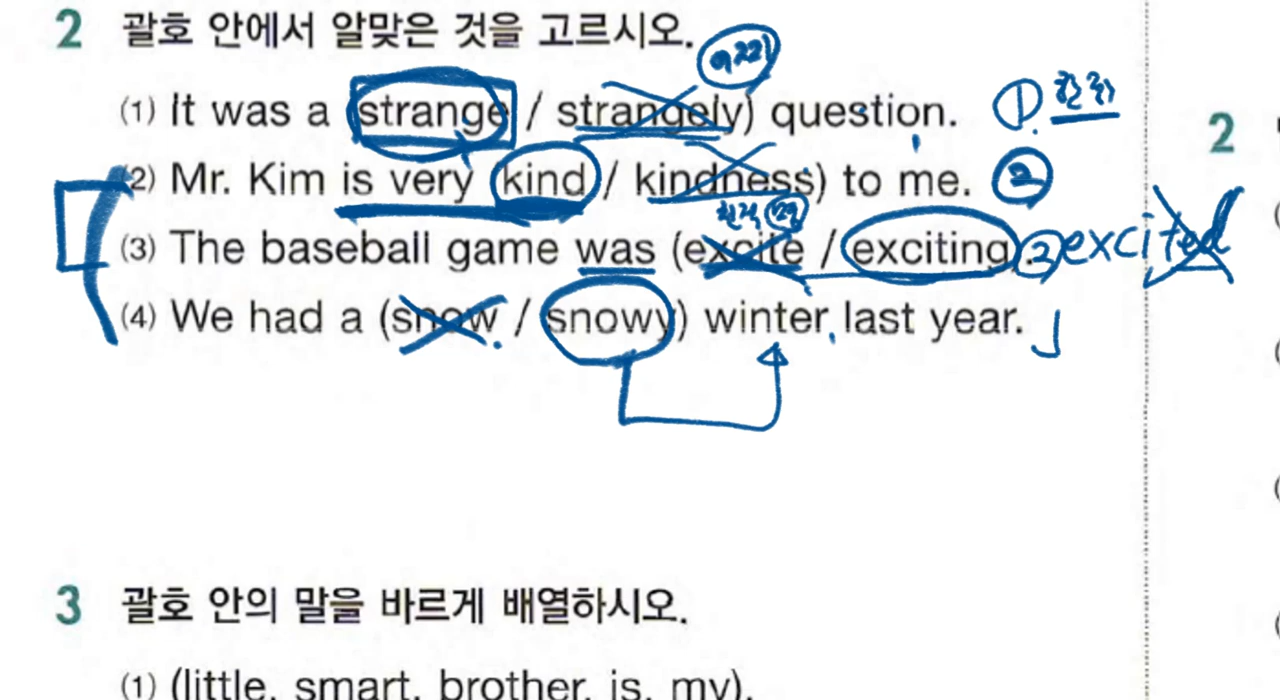 2 괄호 안에서 알맞은 것을 고르시오.
(1) It was a (strange / strangely) question. ①
(2) Mr. Kim is very (kind / kindness) to me. ②
(3) The baseball game was (excite / exciting). ② excited
(4) We had a (snow / snowy) winter last year.
2
3 괄호 안의 말을 바르게 배열하시오.
(1) (little, smart, brother, is, my).